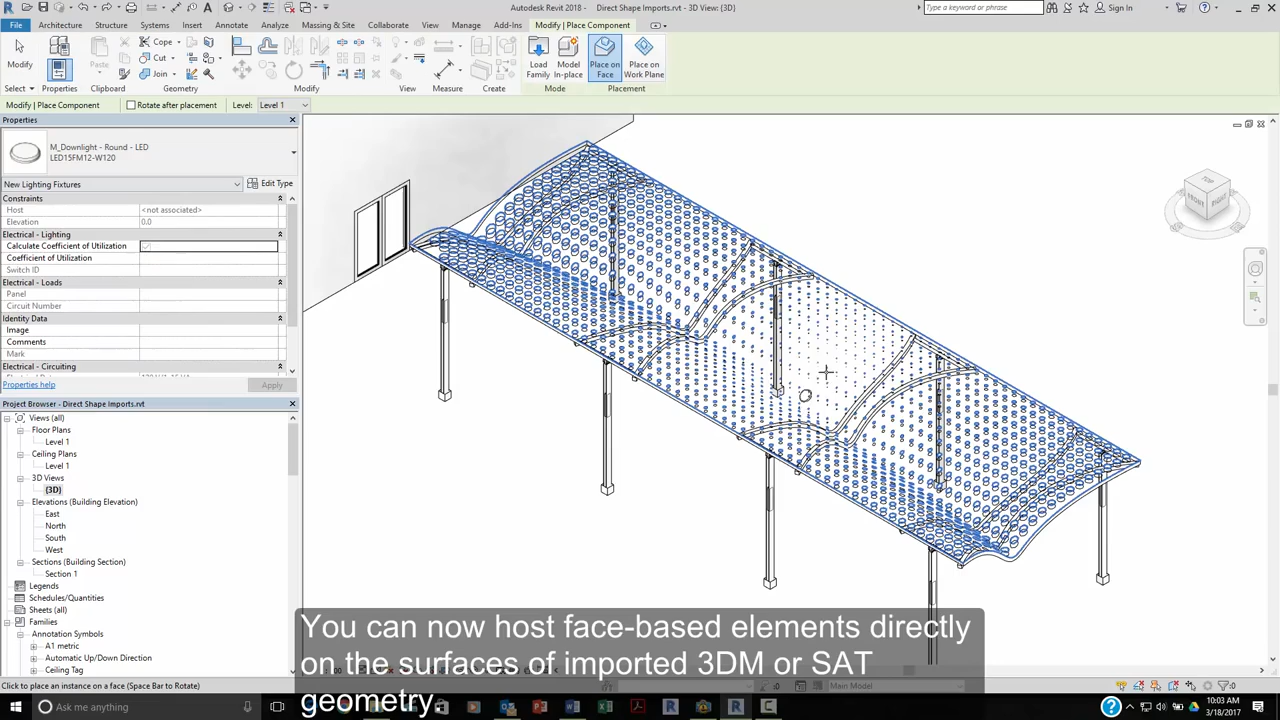 Autodesk Revit 2018 - Direct Shape Imports.rvt - 3D View: {3D}
Type a keyword or phrase
Sign In
File Architecture Structure Systems Insert Annotate Analyze Massing & Site Collaborate View Manage Add-Ins Modify | Place Component
Modify
Paste
Cope
Cut
Join
Load Family
Model In-place
Place on Face
Place on Work Plane
Select Properties Clipboard Geometry Modify View Measure Create Mode Placement
Modify | Place Component
Rotate after placement
Level: Level 1
Properties
M_Downlight - Round - LED
LED15FM12-W120
New Lighting Fixtures
Edit Type
Constraints
Host <not associated>
Elevation 0.0
Electrical - Lighting
Calculate Coefficient of Utilization
Coefficient of Utilization
Switch ID
Electrical - Loads
Panel
Circuit Number
Identity Data
Image
Comments
Mark
Electrical - Circuiting
Properties help
Apply
Project Browser - Direct Shape Imports.rvt
Views (all)
Floor Plans
Level 1
Ceiling Plans
Level 1
3D Views
{3D}
Elevations (Building Elevation)
East
North
South
West
Sections (Building Section)
Section 1
Legends
Schedules/Quantities
Sheets (all)
Families
Annotation Symbols
A1 metric
Automatic Up/Down Direction
Ceiling Tag
TOP
FRONT
RIGHT
You can now host face-based elements directly
on the surfaces of imported 3DM or SAT
geometry.
Click to place an instance on a face (Space Bar to Rotate)
:0
Main Model
:0
Ask me anything
10:03 AM
3/18/2017